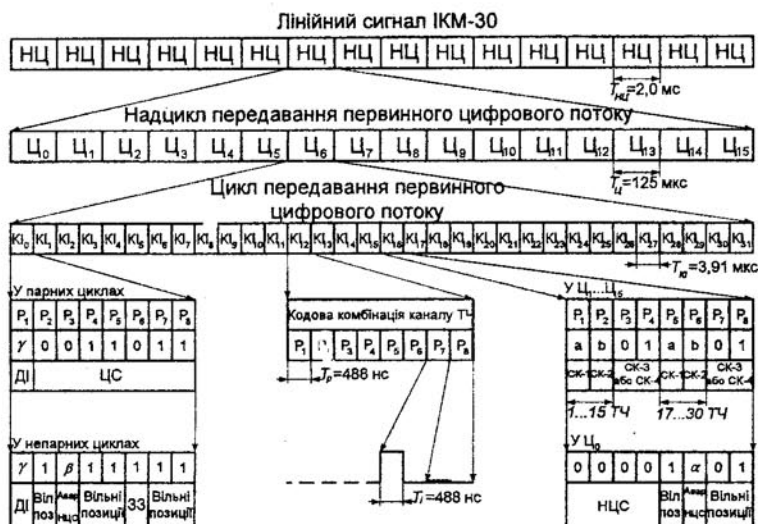 Лінійний сигнал ІКМ-30
НЦ НЦ НЦ НЦ НЦ НЦ НЦ НЦ НЦ НЦ НЦ НЦ НЦ НЦ НЦ НЦ
Tнц=2,0 мс
Надцикл передавання первинного цифрового потоку
Ц0 Ц1 Ц2 Ц3 Ц4 Ц5 Ц6 Ц7 Ц8 Ц9 Ц10 Ц11 Ц12 Ц13 Ц14 Ц15
Tц=125 мкс
Цикл передавання первинного
цифрового потоку
КІ0 КІ1 КІ2 КІ3 КІ4 КІ5 КІ6 КІ7 КІ8 КІ9 КІ10 КІ11 КІ12 КІ13 КІ14 КІ15 КІ16 КІ17 КІ18 КІ19 КІ20 КІ21 КІ22 КІ23 КІ24 КІ25 КІ26 КІ27 КІ28 КІ29 КІ30 КІ31
Tкі=3,91 мкс
У парних циклах
P1 P2 P3 P4 P5 P6 P7 P8
γ 0 0 1 1 0 1 1
ДІ ЦС
У непарних циклах
γ 1 β 1 1 1 1 1
ДІ Віл поз Авар НЦС Вільні позиції ЗЗ Вільні позиції
Кодова комбінація каналу ТЧ
P1 P3 P4 P5 P6 P7 P8
Tр=488 нс
Ti=488 нс
У Ц1...Ц15
P1 P2 P3 P4 P5 P6 P7 P8
a b 0 1 a b 0 1
СК-1 СК-2 СК-3 або СК-4 СК-1 СК-2 СК-3 або СК-4
1...15 ТЧ 17...30 ТЧ
У Ц0
0 0 0 0 1 α 0 1
НЦС Віл поз Авар НЦС Вільні позиції